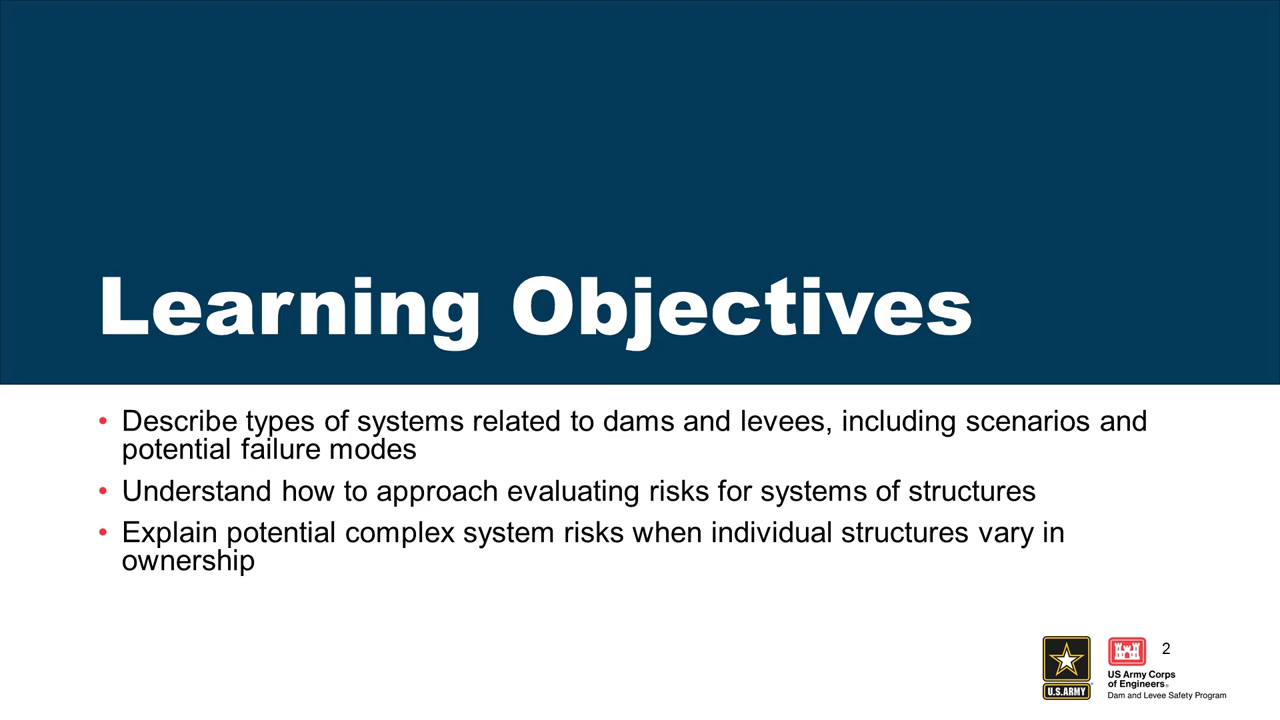 Learning Objectives
• Describe types of systems related to dams and levees, including scenarios and
potential failure modes
• Understand how to approach evaluating risks for systems of structures
• Explain potential complex system risks when individual structures vary in
ownership
2
U.S.ARMY
US Army Corps
of Engineers®
Dam and Levee Safety Program